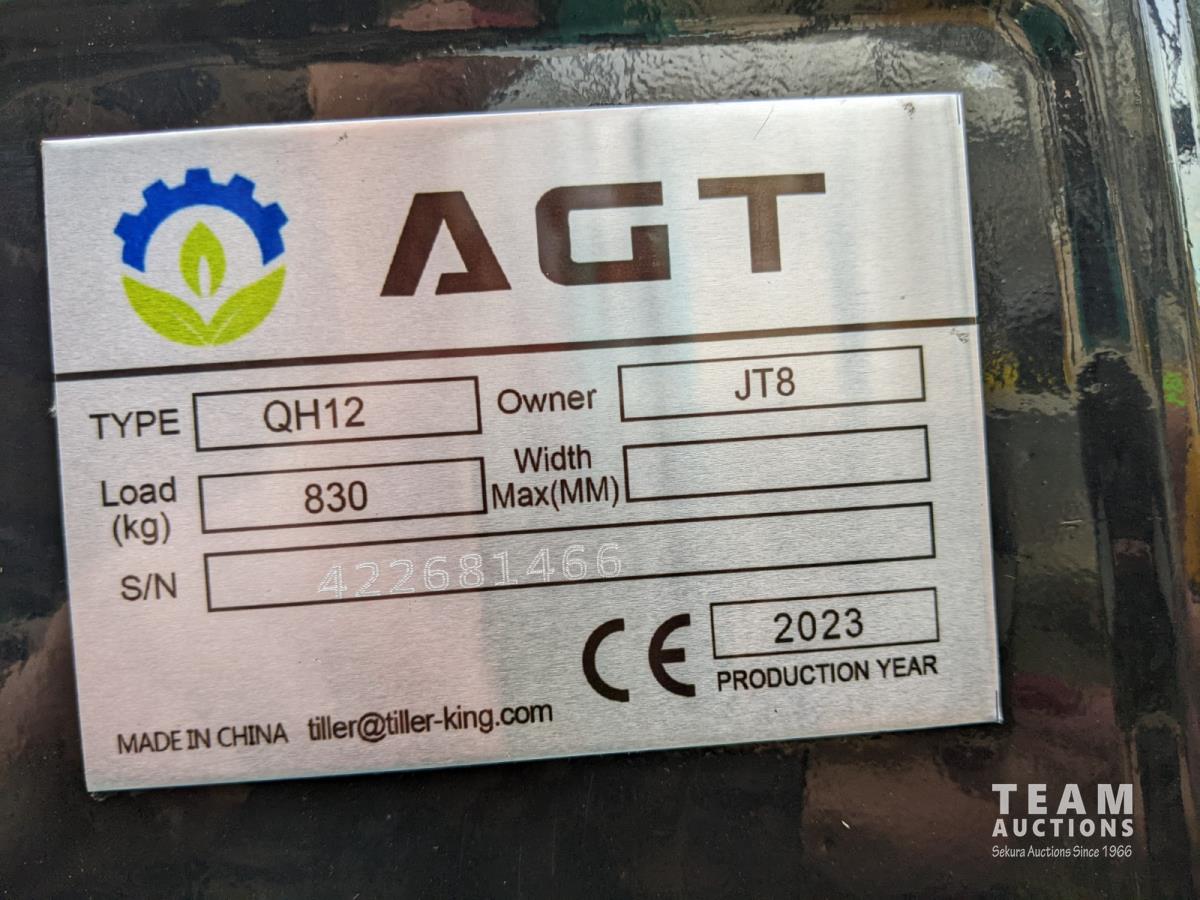 AGT
TYPE QH12 Owner JT8
Load (kg) 830 Width Max(MM)
S/N 422681466
CE 2023
PRODUCTION YEAR
MADE IN CHINA tiller@tiller-king.com
TEAM
AUCTIONS
Sekura Auctions Since 1966